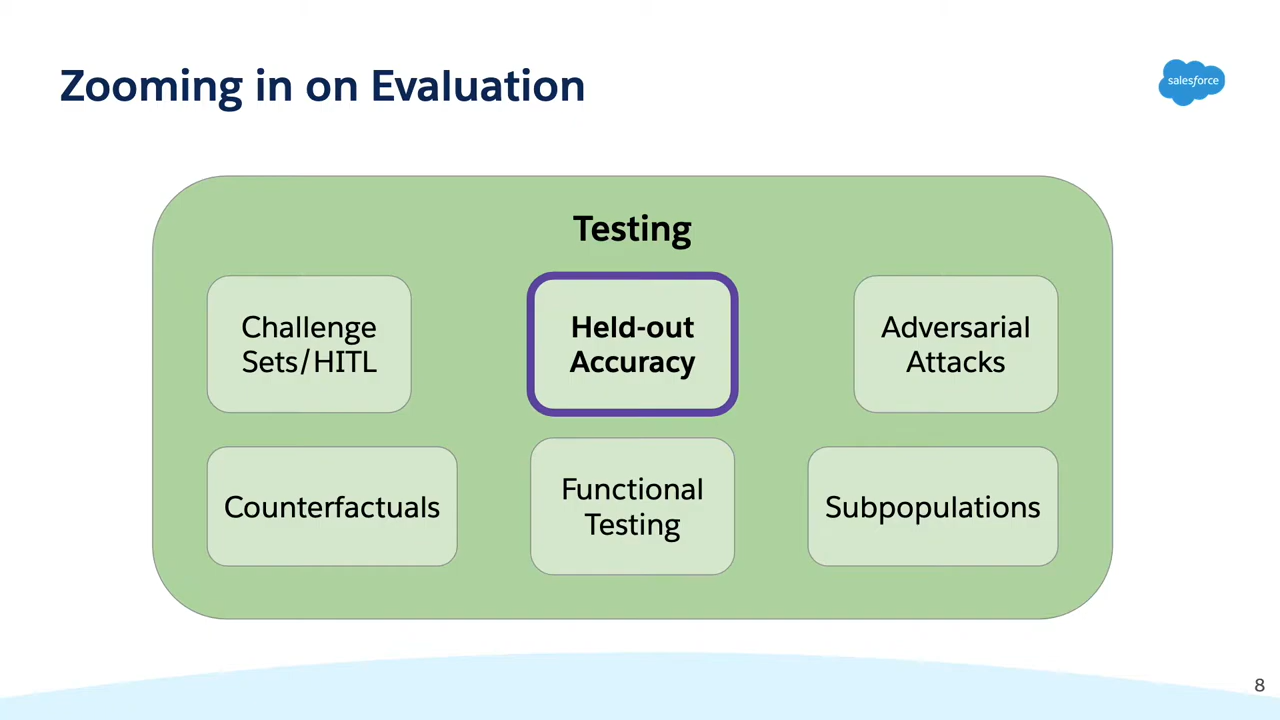 Zooming in on Evaluation
salesforce
Testing
Challenge
Sets/HITL
Held-out
Accuracy
Adversarial
Attacks
Counterfactuals
Functional
Testing
Subpopulations
8